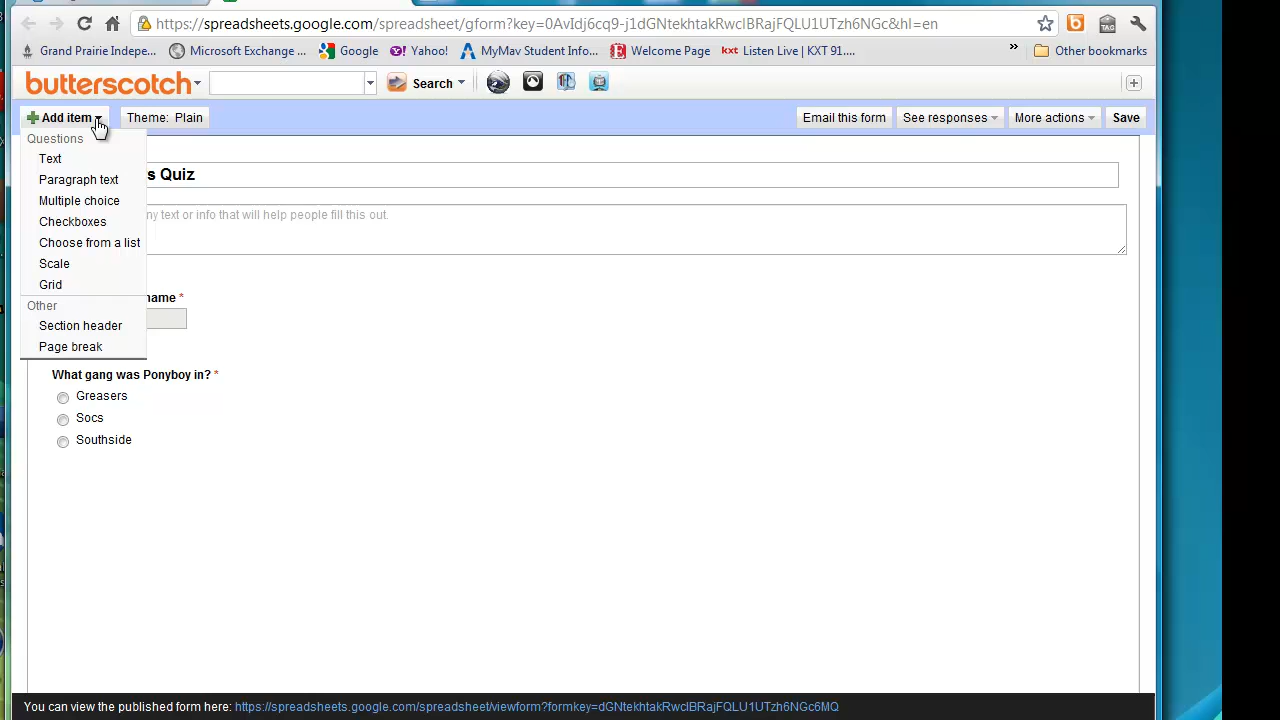 https://spreadsheets.google.com/spreadsheet/gform?key=0AvIdj6cq9-j1dGNtekhtakRwclBRajFQLU1UTzh6NGc&hl=en
Grand Prairie Indepe... Microsoft Exchange ... Google Yahoo! MyMav Student Info... Welcome Page kxt Listen Live | KXT 91.... » Other bookmarks
butterscotch Search
Add item Theme: Plain Email this form See responses More actions Save
Questions
Text
Paragraph text
Multiple choice
Checkboxes
Choose from a list
Scale
Grid
Other
Section header
Page break
s Quiz
ny text or info that will help people fill this out.
name *
What gang was Ponyboy in? *
Greasers
Socs
Southside
You can view the published form here: https://spreadsheets.google.com/spreadsheet/viewform?formkey=dGNtekhtakRwclBRajFQLU1UTzh6NGc6MQ